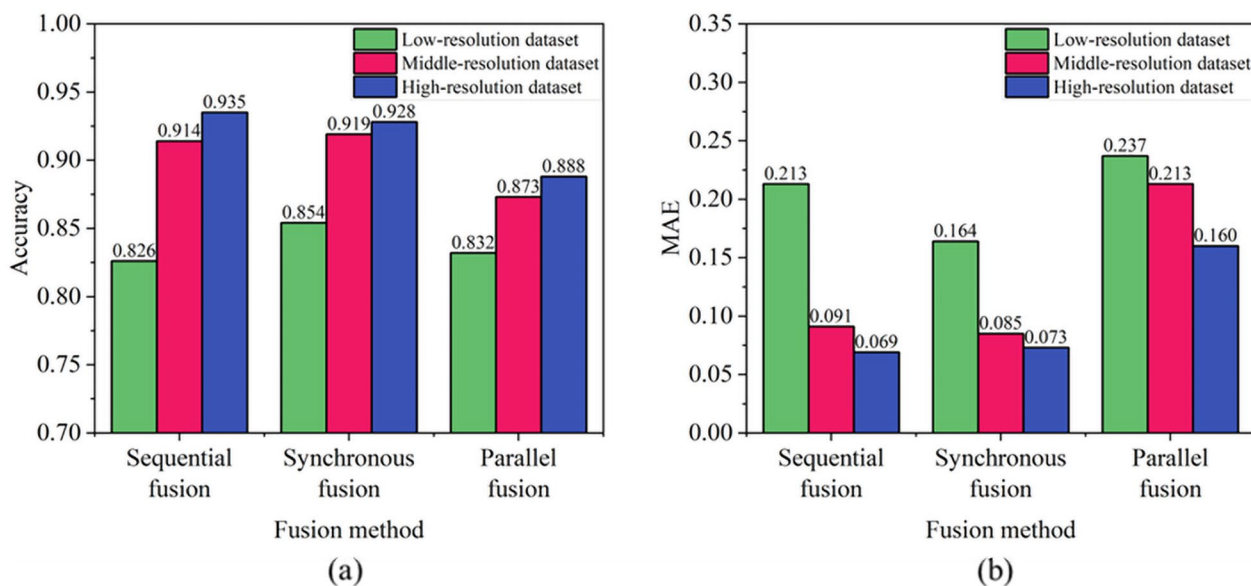 1.00
0.95
0.90
0.85
0.80
0.75
0.70
Accuracy
Low-resolution dataset
Middle-resolution dataset
High-resolution dataset
0.826
0.914
0.935
0.854
0.919
0.928
0.832
0.873
0.888
Sequential
fusion
Synchronous
fusion
Parallel
fusion
Fusion method
(a)
0.35
0.30
0.25
0.20
0.15
0.10
0.05
0.00
MAE
Low-resolution dataset
Middle-resolution dataset
High-resolution dataset
0.213
0.091
0.069
0.164
0.085
0.073
0.237
0.213
0.160
Sequential
fusion
Synchronous
fusion
Parallel
fusion
Fusion method
(b)